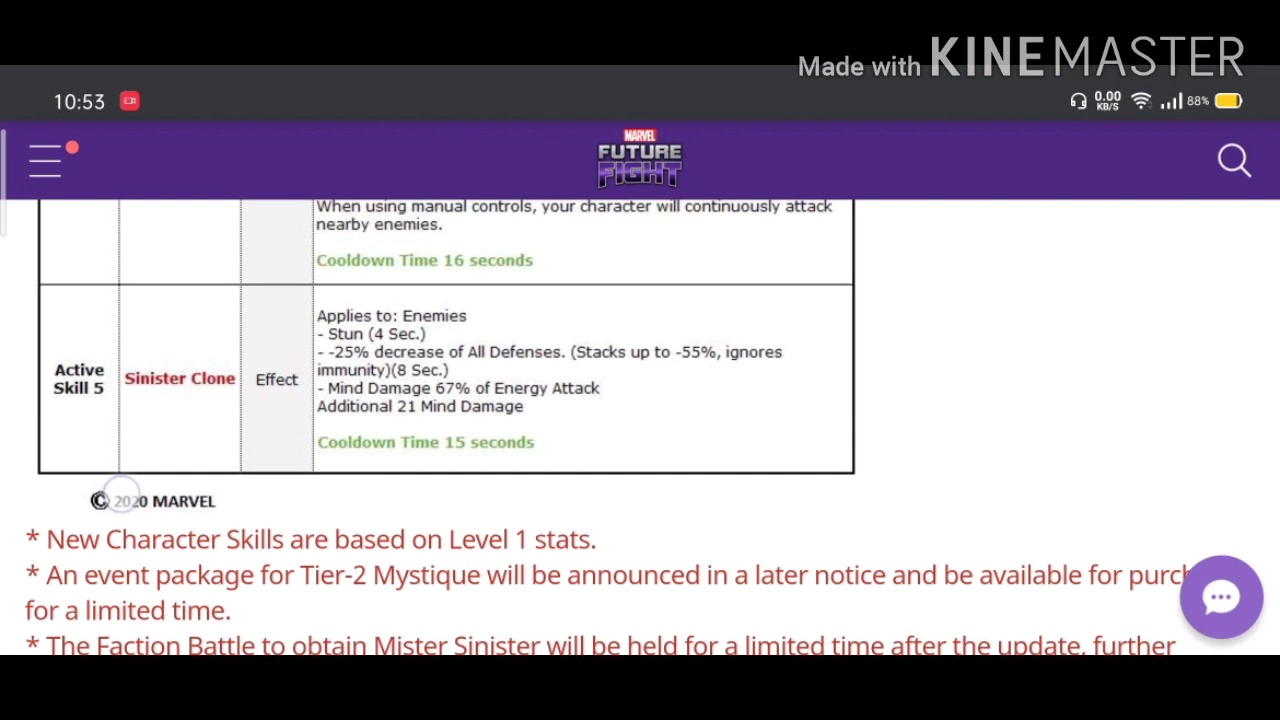 Made with KINEMASTER
10:53
0.00
KB/S
88%
MARVEL
FUTURE
FIGHT
When using manual controls, your character will continuously attack
nearby enemies.
Cooldown Time 16 seconds
Active
Skill 5
Sinister Clone
Effect
Applies to: Enemies
- Stun (4 Sec.)
- -25% decrease of All Defenses. (Stacks up to -55%, ignores
immunity)(8 Sec.)
- Mind Damage 67% of Energy Attack
Additional 21 Mind Damage
Cooldown Time 15 seconds
© 2020 MARVEL
* New Character Skills are based on Level 1 stats.
* An event package for Tier-2 Mystique will be announced in a later notice and be available for purch
for a limited time.
* The Faction Battle to obtain Mister Sinister will be held for a limited time after the update, further